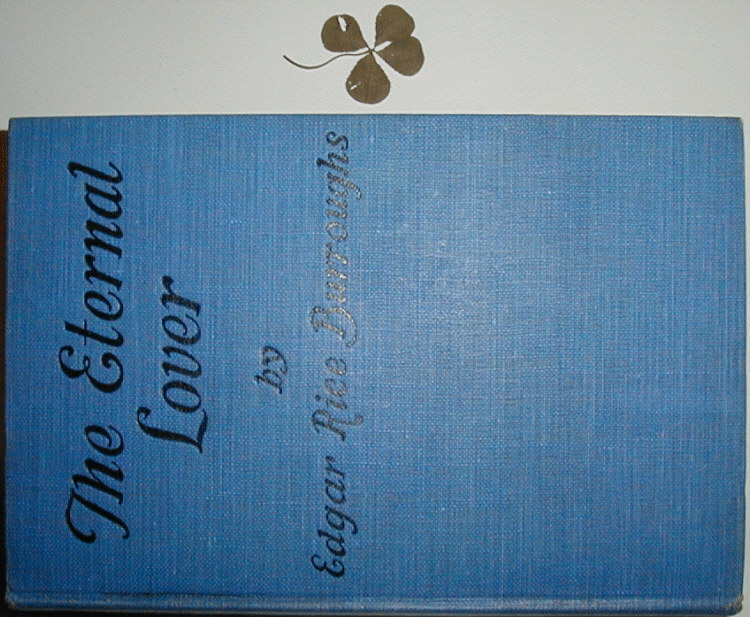 The Eternal
Lover
by
Edgar Rice Burroughs